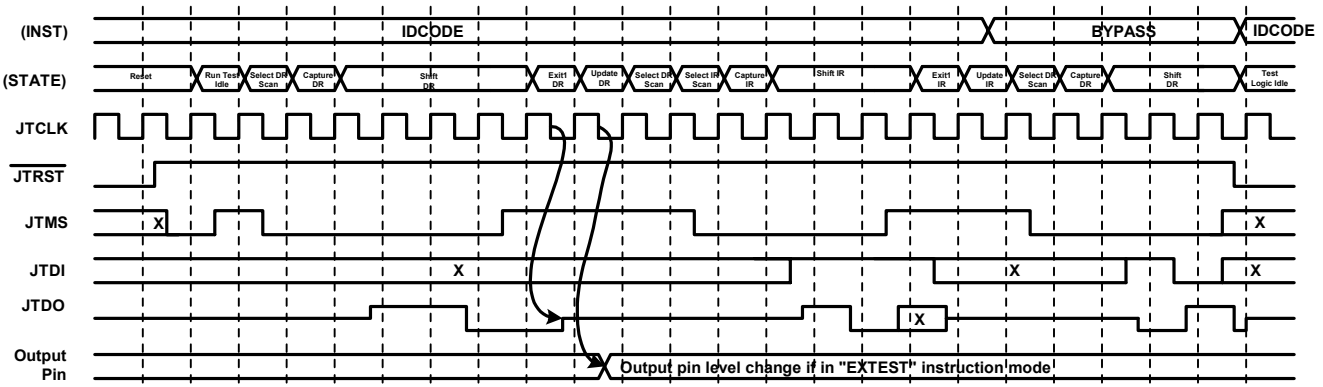 (INST)
IDCODE
BYPASS
IDCODE
(STATE)
Reset
Run Test
Idle
Select DR
Scan
Capture
DR
Shift
DR
Exit1
DR
Update
DR
Select DR
Scan
Select IR
Scan
Capture
IR
Shift IR
Exit1
IR
Update
IR
Select DR
Scan
Capture
DR
Shift
DR
Test
Logic Idle
JTCLK
JTRST
JTMS
X
X
JTDI
X
X
X
JTDO
X
Output
Pin
Output pin level change if in "EXTEST" instruction mode